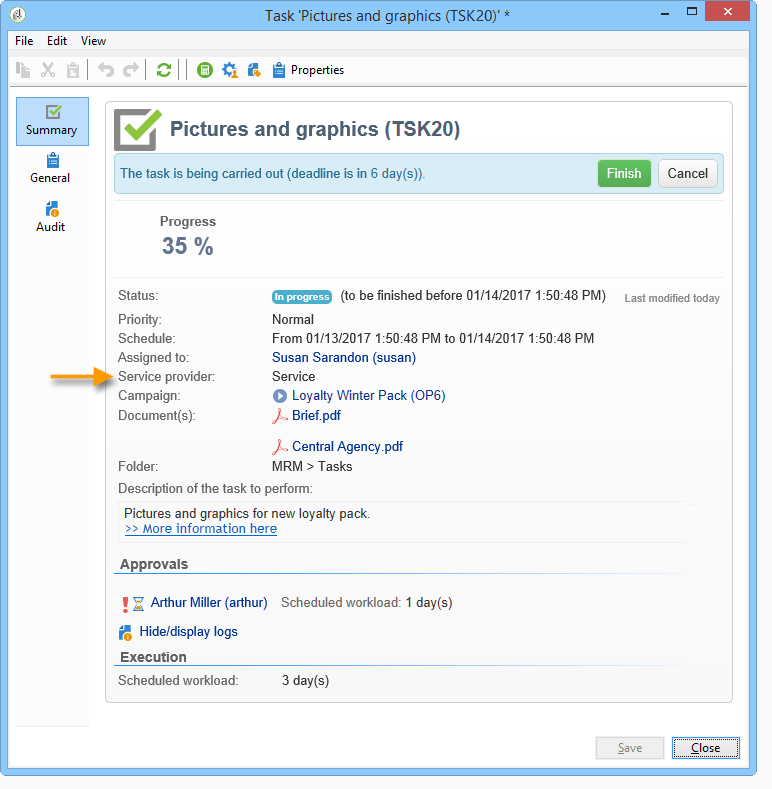 Task 'Pictures and graphics (TSK20)' *
File Edit View
Properties
Summary
General
Audit
Pictures and graphics (TSK20)
The task is being carried out (deadline is in 6 day(s)). Finish Cancel
Progress
35 %
Status: In progress (to be finished before 01/14/2017 1:50:48 PM) Last modified today
Priority: Normal
Schedule: From 01/13/2017 1:50:48 PM to 01/14/2017 1:50:48 PM
Assigned to: Susan Sarandon (susan)
Service provider: Service
Campaign: Loyalty Winter Pack (OP6)
Document(s): Brief.pdf
Central Agency.pdf
Folder: MRM > Tasks
Description of the task to perform:
Pictures and graphics for new loyalty pack.
>> More information here
Approvals
Arthur Miller (arthur) Scheduled workload: 1 day(s)
Hide/display logs
Execution
Scheduled workload: 3 day(s)
Save Close